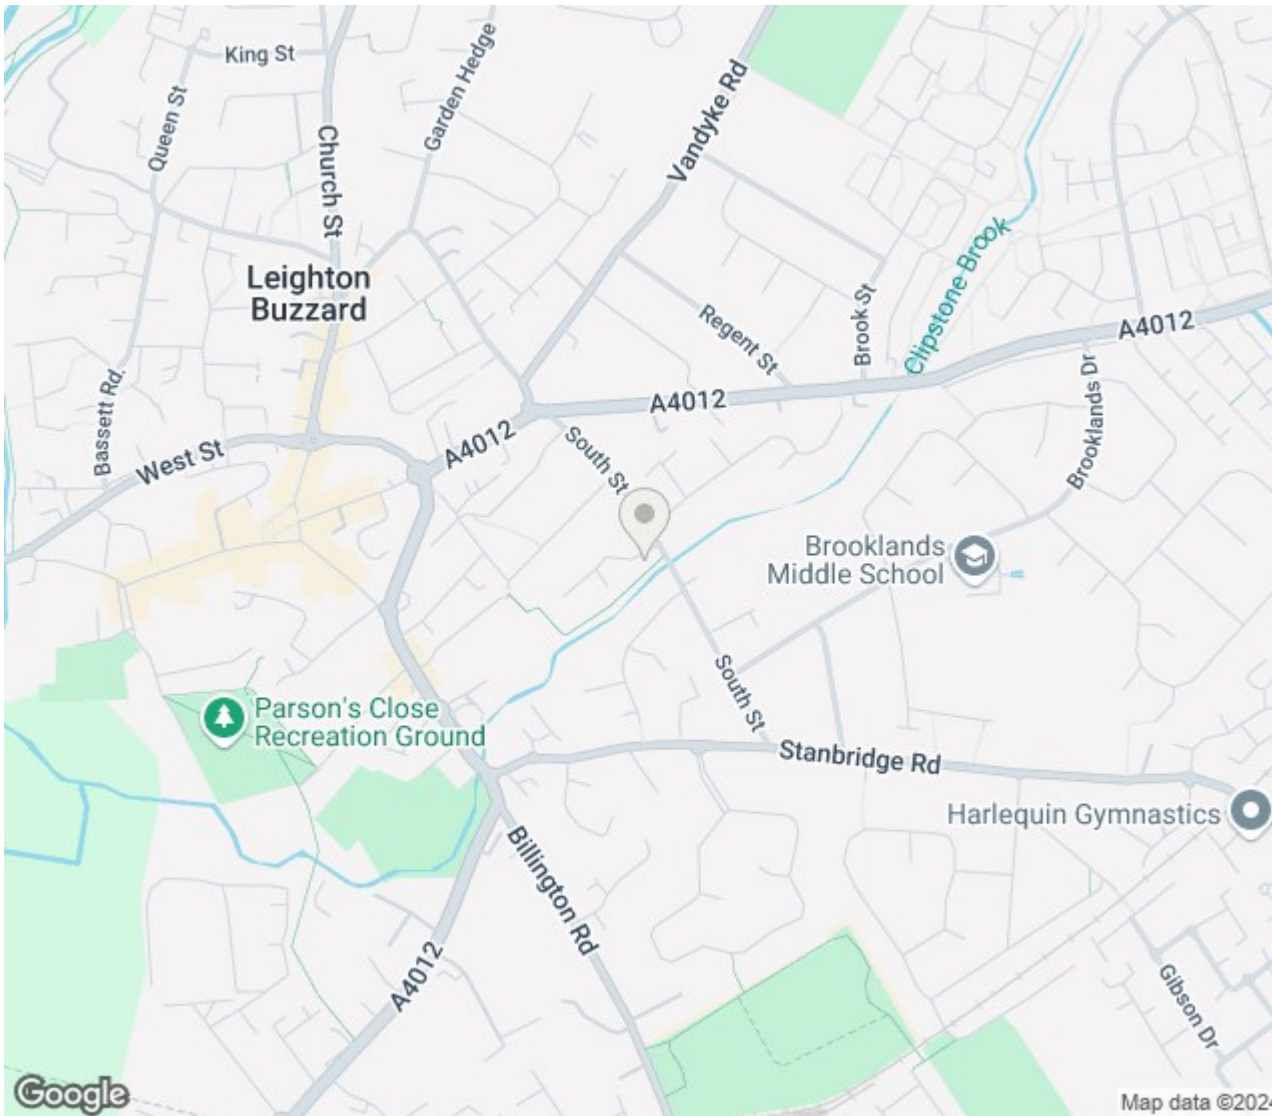 King St
Garden Hedge
Queen St
Church St
Vandyke Rd
Clipstone Brook
Leighton
Buzzard
Regent St
Brook St
A4012
A4012
Brooklands Dr
Bassett Rd.
West St
A4012
South St
Brooklands
Middle School
South St
Parson's Close
Recreation Ground
Stanbridge Rd
Harlequin Gymnastics
Billington Rd
A4012
Gibson Dr
Google
Map data ©2024